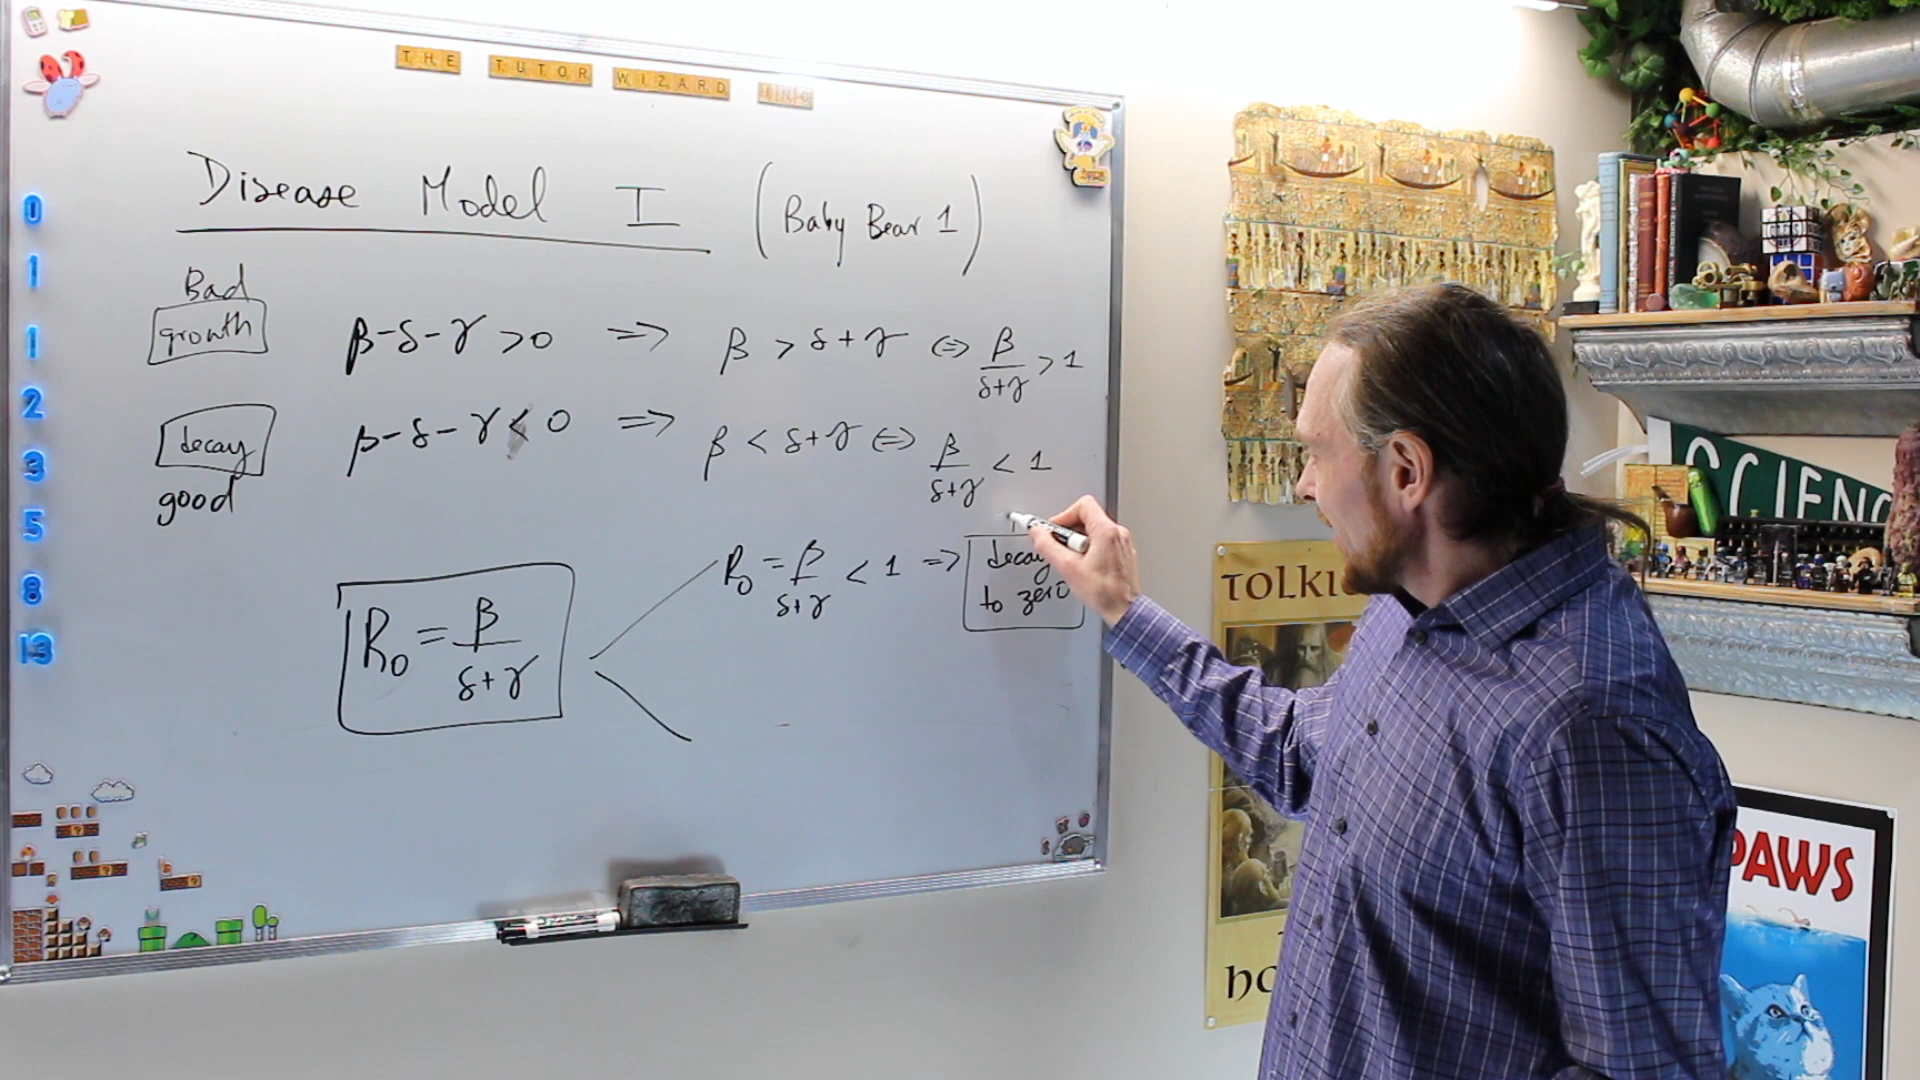 THE TUTOR WIZARD INFO
Disease Model I (Baby Bear 1)
Bad
growth β-δ-γ>0 => β > δ+γ <=> β/(δ+γ) > 1
decay β-δ-γ<0 => β < δ+γ <=> β/(δ+γ) < 1
good
R₀ = β/(δ+γ)
R₀ = β/(δ+γ) < 1 => decay
to zero
0
1
1
2
3
5
8
13
SCIENC
TOLKI
PAWS